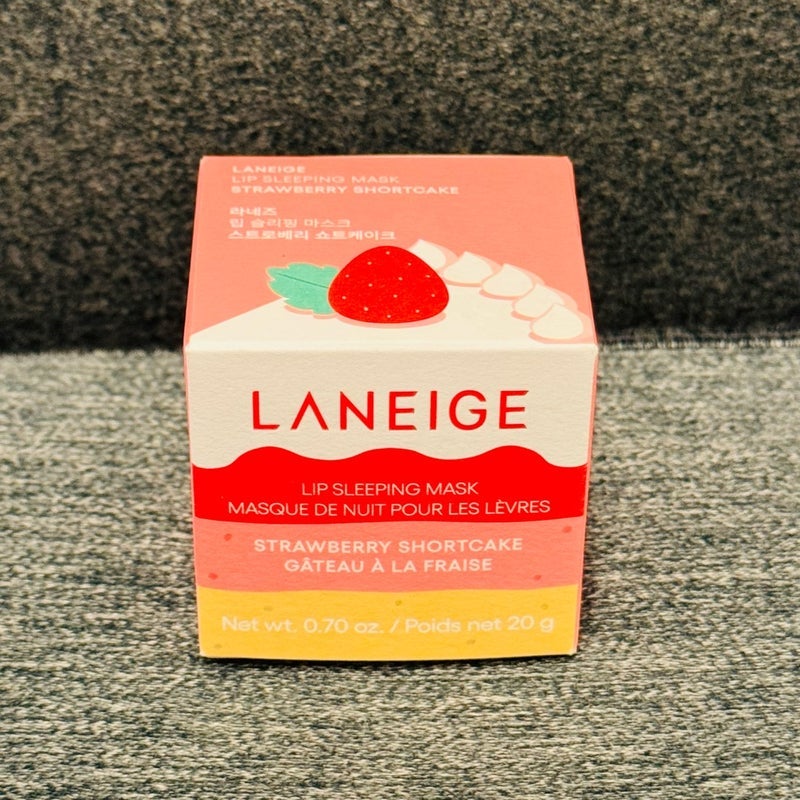 LANEIGE
LIP SLEEPING MASK
STRAWBERRY SHORTCAKE
라네즈
립 슬리핑 마스크
스트로베리 쇼트케이크
LANEIGE
LIP SLEEPING MASK
MASQUE DE NUIT POUR LES LÈVRES
STRAWBERRY SHORTCAKE
GÂTEAU À LA FRAISE
Net wt. 0.70 oz. / Poids net 20 g